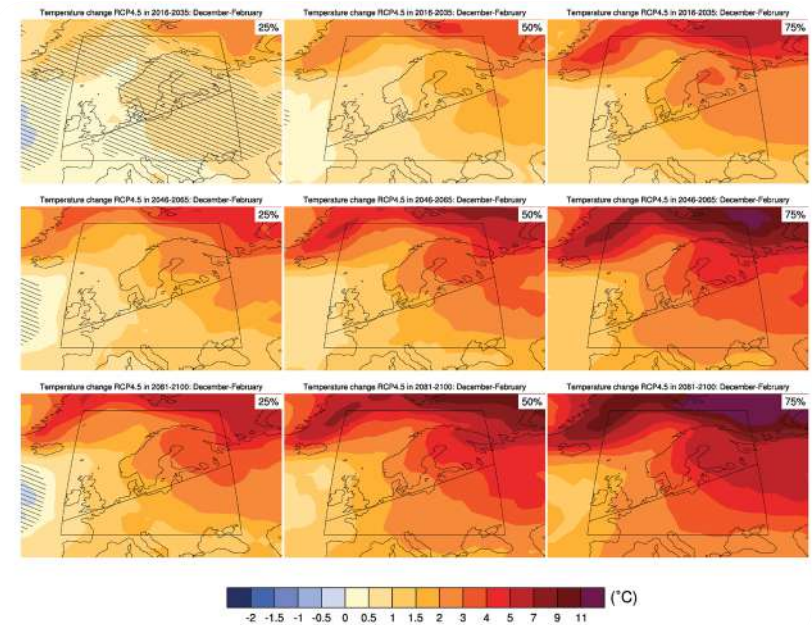 Temperature change RCP4.5 in 2016-2035: December-February
25%
Temperature change RCP4.5 in 2016-2035: December-February
50%
Temperature change RCP4.5 in 2016-2035: December-February
75%
Temperature change RCP4.5 in 2046-2065: December-February
25%
Temperature change RCP4.5 in 2046-2065: December-February
50%
Temperature change RCP4.5 in 2046-2065: December-February
75%
Temperature change RCP4.5 in 2081-2100: December-February
25%
Temperature change RCP4.5 in 2081-2100: December-February
50%
Temperature change RCP4.5 in 2081-2100: December-February
75%
(°C)
-2 -1.5 -1 -0.5 0 0.5 1 1.5 2 3 4 5 7 9 11